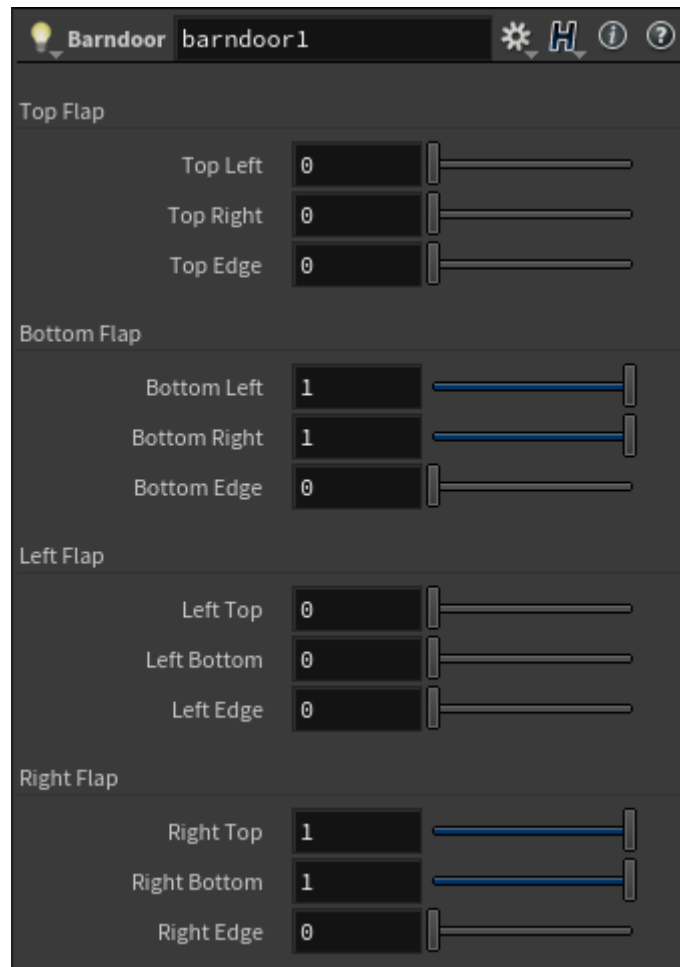 Barndoor barndoor1
Top Flap
Top Left 0
Top Right 0
Top Edge 0
Bottom Flap
Bottom Left 1
Bottom Right 1
Bottom Edge 0
Left Flap
Left Top 0
Left Bottom 0
Left Edge 0
Right Flap
Right Top 1
Right Bottom 1
Right Edge 0